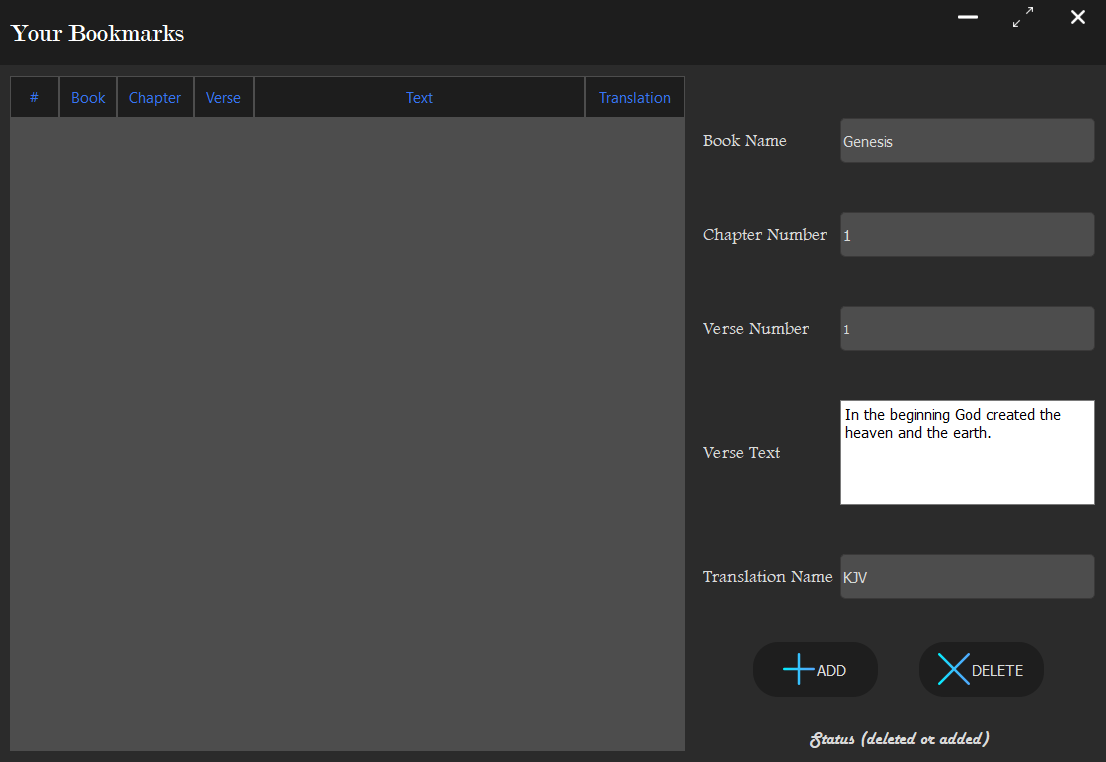 Your Bookmarks
# Book Chapter Verse Text Translation
Book Name Genesis
Chapter Number 1
Verse Number 1
Verse Text
In the beginning God created the
heaven and the earth.
Translation Name KJV
ADD DELETE
Status (deleted or added)